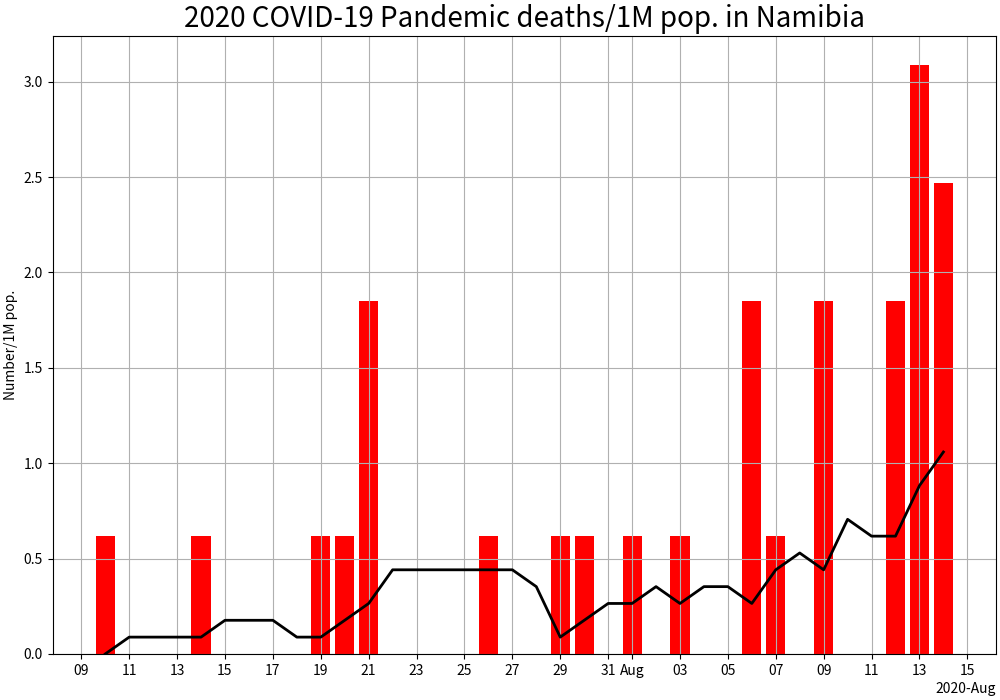 2020 COVID-19 Pandemic deaths/1M pop. in Namibia
Number/1M pop.
3.0
2.5
2.0
1.5
1.0
0.5
0.0
09 11 13 15 17 19 21 23 25 27 29 31 Aug 03 05 07 09 11 13 15
2020-Aug